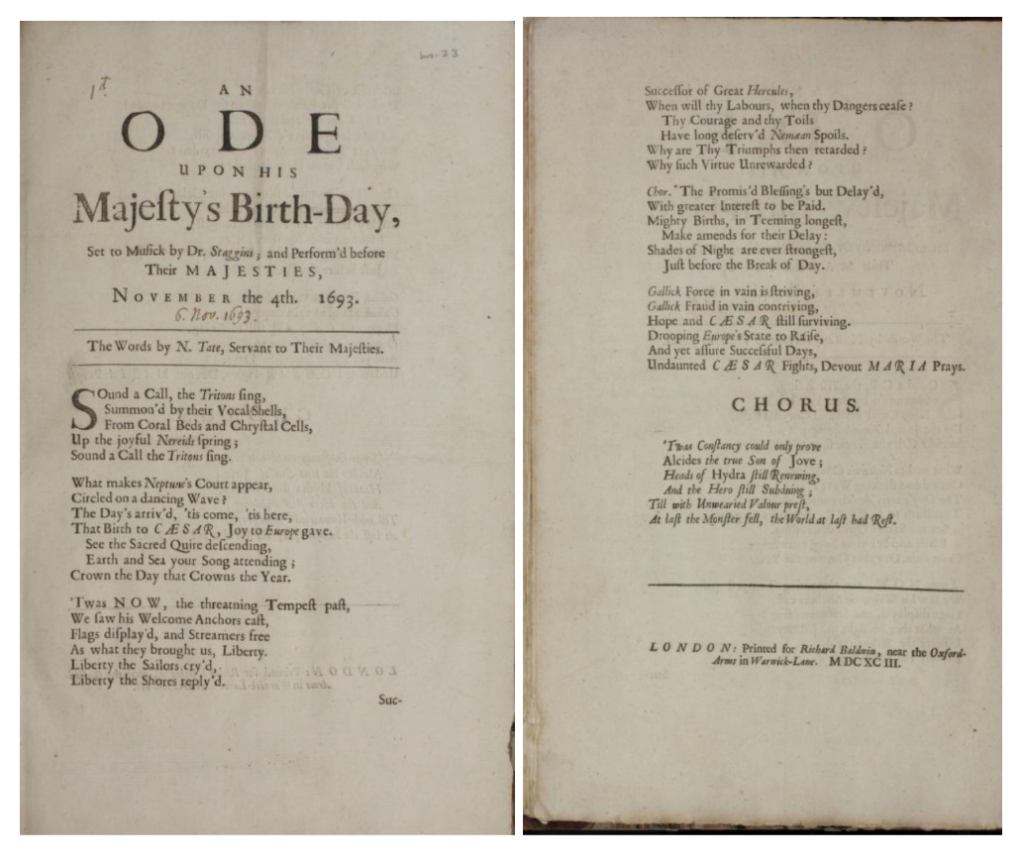 1st.
AN
ODE
UPON HIS
Majeſty's Birth-Day,
Set to Muſick by Dr. Staggins; and Perform'd before
Their MAJESTIES,
NOVEMBER the 4th. 1693.
6. Nov. 1693.
The Words by N. Tate, Servant to Their Majeſties.
SOund a Call, the Tritons ſing,
Summon'd by their Vocal Shells,
From Coral Beds and Chryſtal Cells,
Up the joyful Nereids ſpring;
Sound a Call the Tritons ſing.
What makes Neptune's Court appear,
Circled on a dancing Wave?
The Day's arriv'd, 'tis come, 'tis here,
That Birth to CÆSAR, Joy to Europe gave.
See the Sacred Quire deſcending,
Earth and Sea your Song attending;
Crown the Day that Crowns the Year.
'Twas NOW, the threatning Tempeſt paſt,
We ſaw his Welcome Anchors caſt,
Flags diſplay'd, and Streamers free
As what they brought us, Liberty.
Liberty the Sailors cry'd,
Liberty the Shores reply'd.
Suc-
Succeſſor of Great Hercules,
When will thy Labours, when thy Dangers ceaſe?
Thy Courage and thy Toils
Have long deſerv'd Nemæan Spoils.
Why are Thy Triumphs then retarded?
Why ſuch Virtue Unrewarded?
Chor. The Promis'd Bleſſing's but Delay'd,
With greater Intereſt to be Paid.
Mighty Births, in Teeming longeſt,
Make amends for their Delay:
Shades of Night are ever ſtrongeſt,
Juſt before the Break of Day.
Gallick Force in vain is ſtriving,
Gallick Fraud in vain contriving,
Hope and CÆSAR ſtill ſurviving.
Drooping Europe's State to Raiſe,
And yet aſſure Succeſsful Days,
Undaunted CÆSAR Fights, Devout MARIA Prays.
CHORUS.
'Twas Conſtancy could only prove
Alcides the true Son of Jove;
Heads of Hydra ſtill Renewing,
And the Hero ſtill Subduing;
Till with Unwearied Valour preſt,
At laſt the Monſter fell, the World at laſt had Reſt.
LONDON: Printed for Richard Baldwin, near the Oxford-
Arms in Warwick-Lane. MDCXCIII.